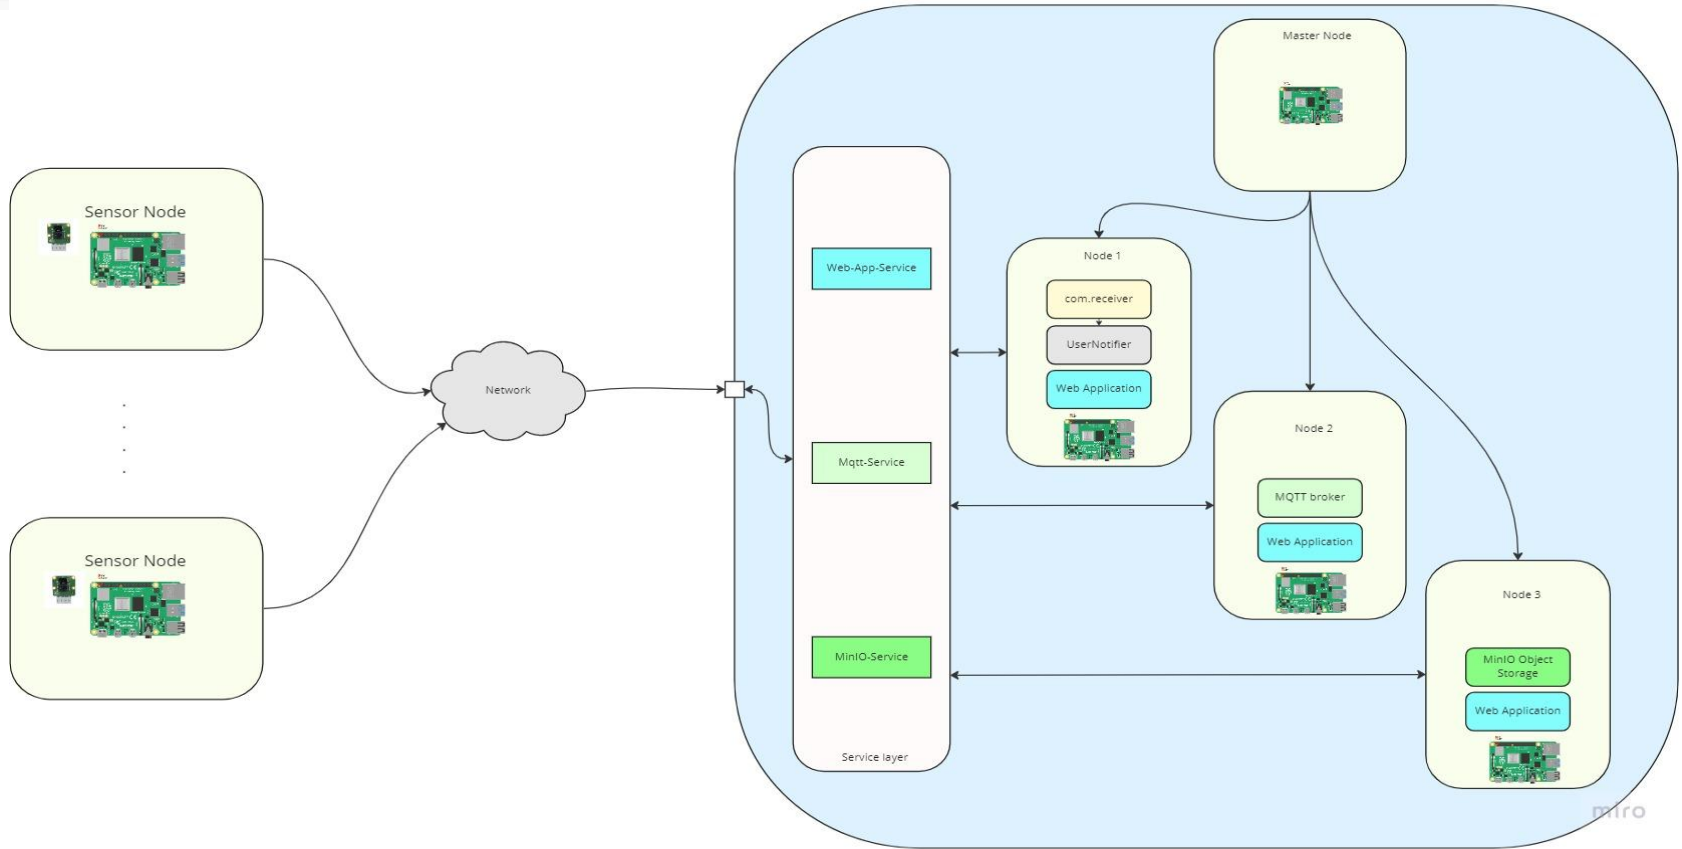 Master Node
Sensor Node
Web-App-Service
Node 1
com.receiver
UserNotifier
Web Application
Network
Mqtt-Service
Node 2
MQTT broker
Web Application
Sensor Node
MinIO-Service
Node 3
MinIO Object
Storage
Web Application
Service layer
miro